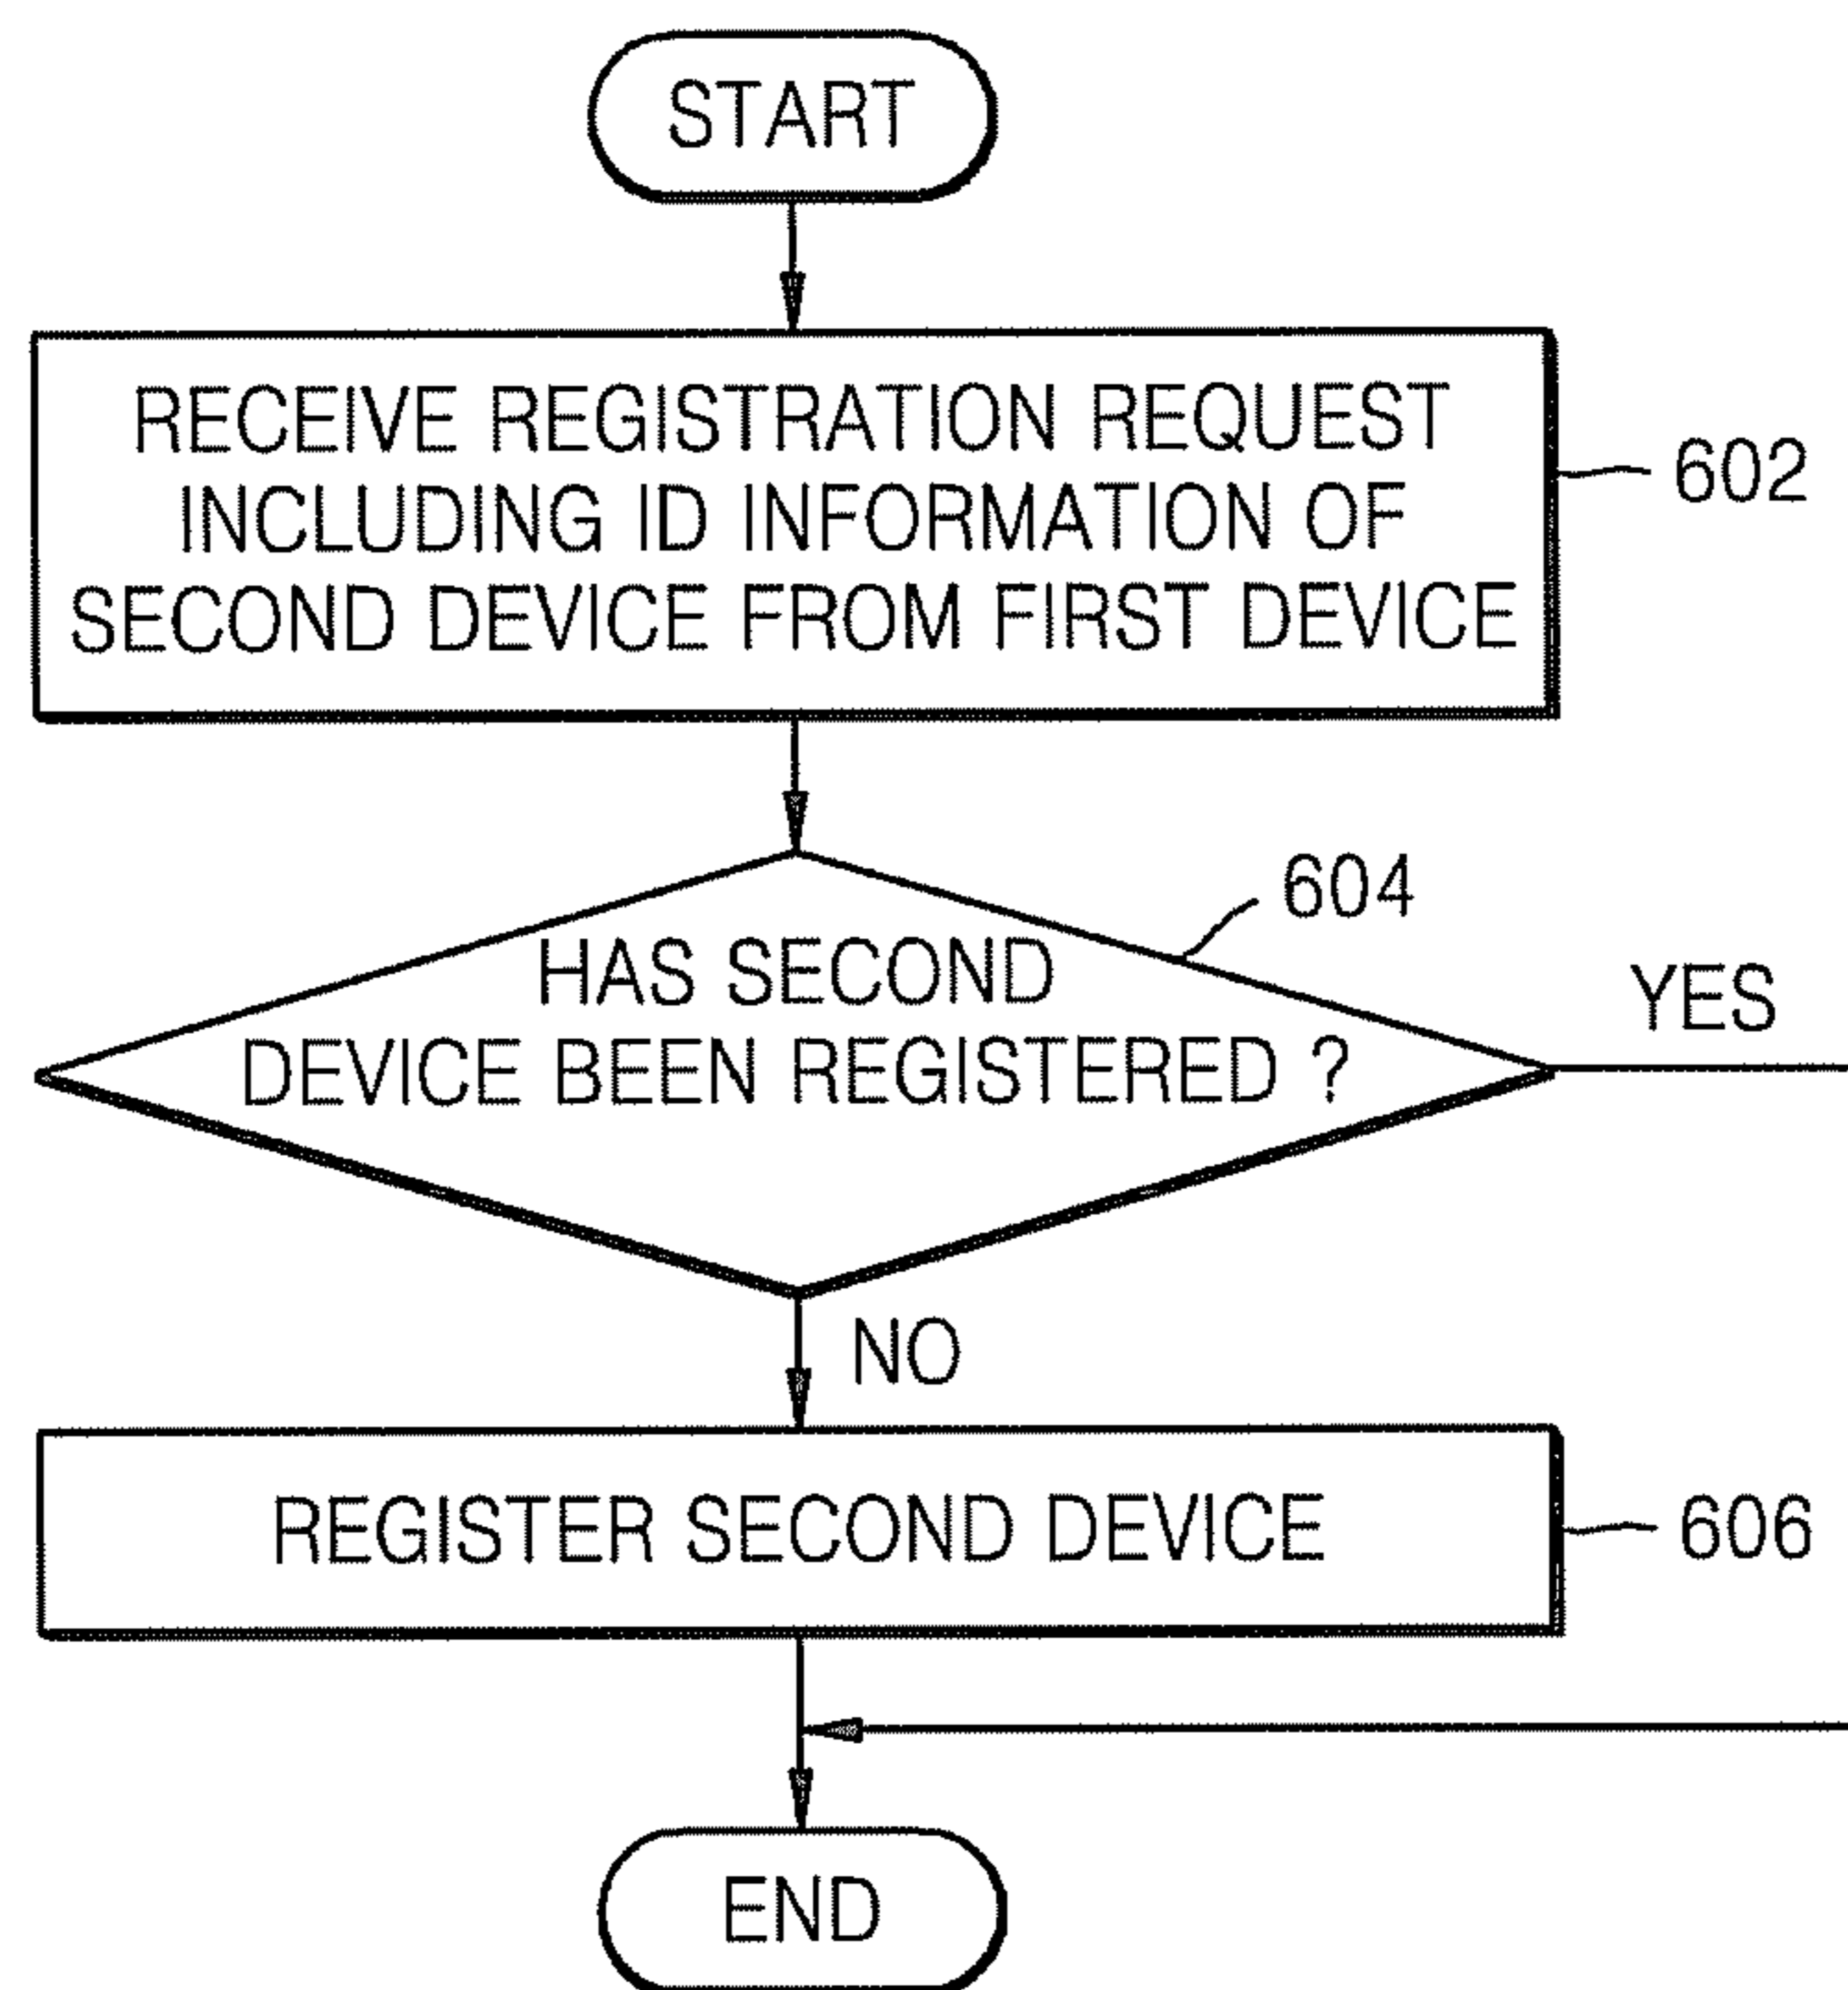 START
RECEIVE REGISTRATION REQUEST
INCLUDING ID INFORMATION OF
SECOND DEVICE FROM FIRST DEVICE
602
604
HAS SECOND
DEVICE BEEN REGISTERED ?
YES
NO
REGISTER SECOND DEVICE
606
END